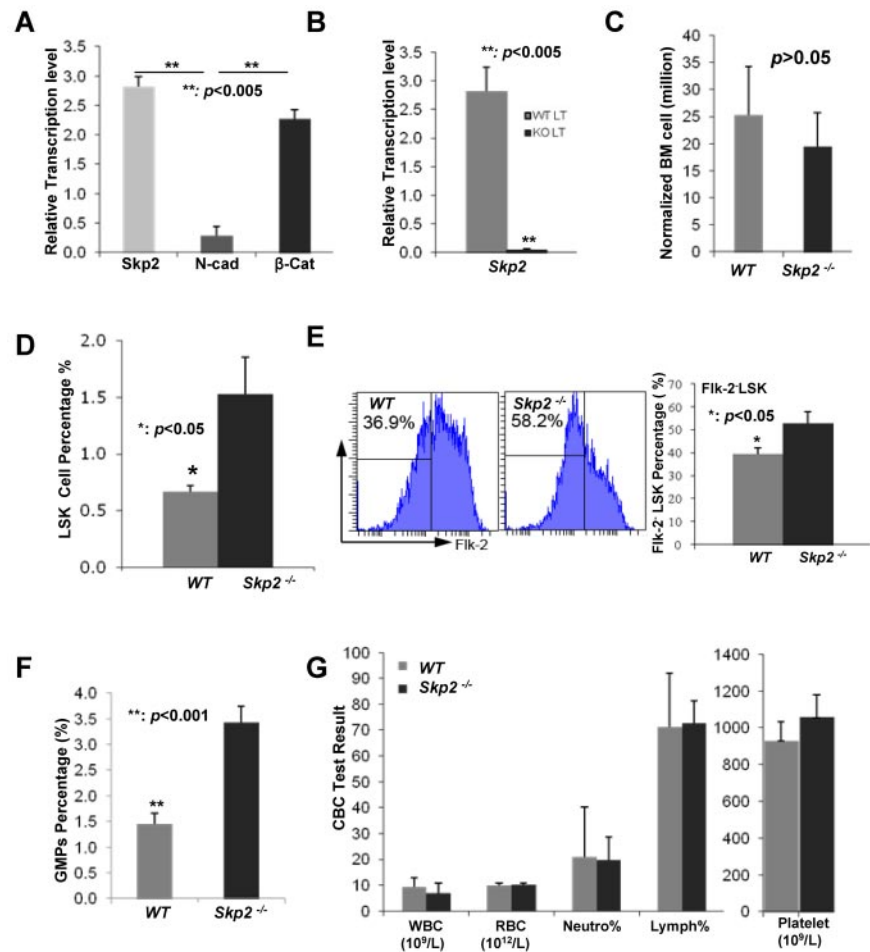 A
Relative Transcription level
3.5
3.0
2.5
2.0
1.5
1.0
0.5
0.0
** **
**: p<0.005
Skp2 N-cad β-Cat
B
Relative Transcription level
3.5
3.0
2.5
2.0
1.5
1.0
0.5
0.0
**: p<0.005
WT LT
KO LT
**
Skp2
C
Normalized BM cell (million)
40
35
30
25
20
15
10
5
0
p>0.05
WT Skp2 -/-
D
LSK Cell Percentage %
2.0
1.5
1.0
0.5
0.0
*: p<0.05
*
WT Skp2 -/-
E
WT
36.9%
Skp2 -/-
58.2%
Flk-2
Flk-2- LSK Percentage (%)
70
60
50
40
30
20
10
0
Flk-2-LSK
*: p<0.05
*
WT Skp2 -/-
F
GMPs Percentage (%)
4.0
3.5
3.0
2.5
2.0
1.5
1.0
0.5
0.0
**: p<0.001
**
WT Skp2 -/-
G
CBC Test Result
100
90
80
70
60
50
40
30
20
10
0
WT
Skp2 -/-
WBC
(10⁹/L)
RBC
(10¹²/L)
Neutro%
Lymph%
1400
1200
1000
800
600
400
200
0
Platelet
(10⁹/L)